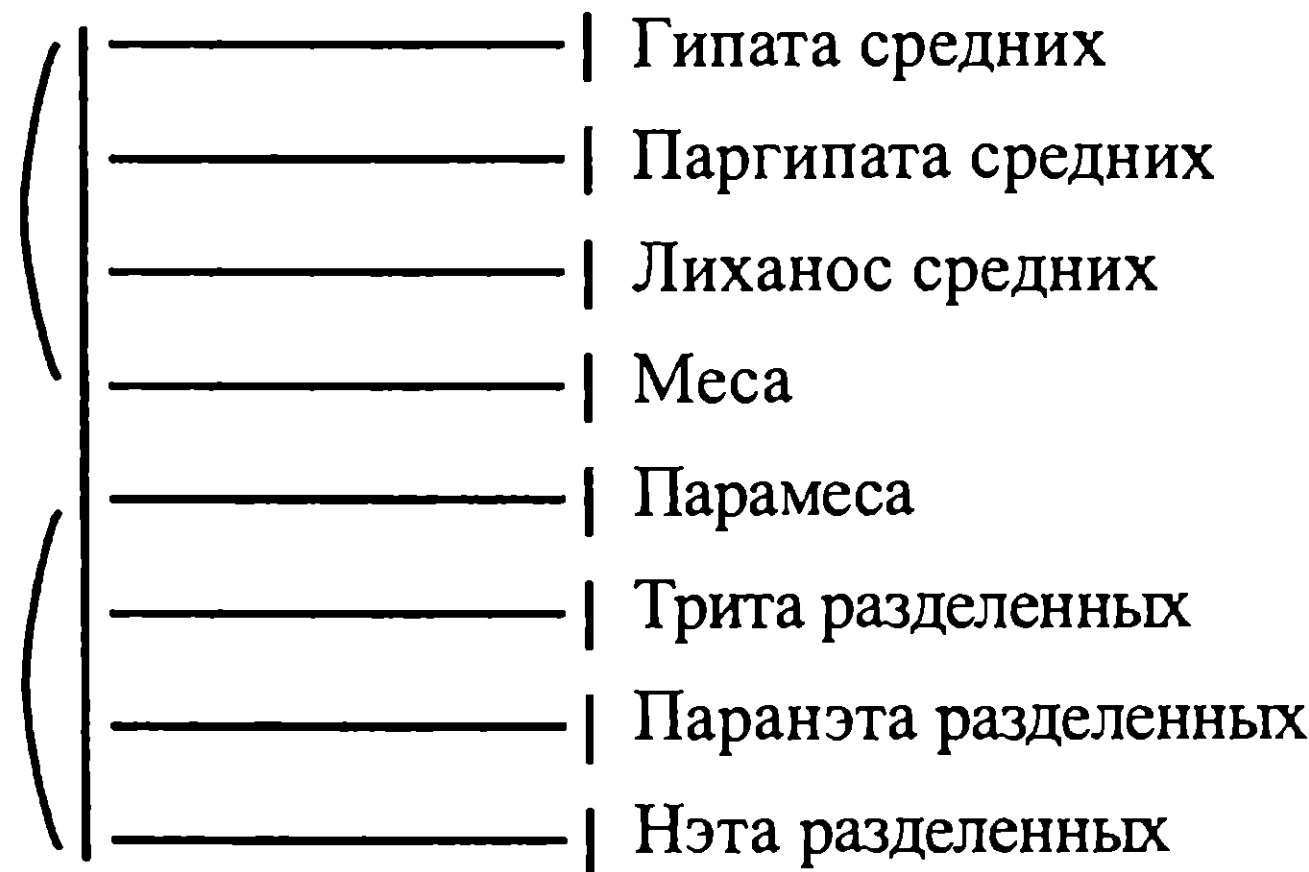 Гипата средних
Паргипата средних
Лиханос средних
Меса
Парамеса
Трита разделенных
Паранэта разделенных
Нэта разделенных